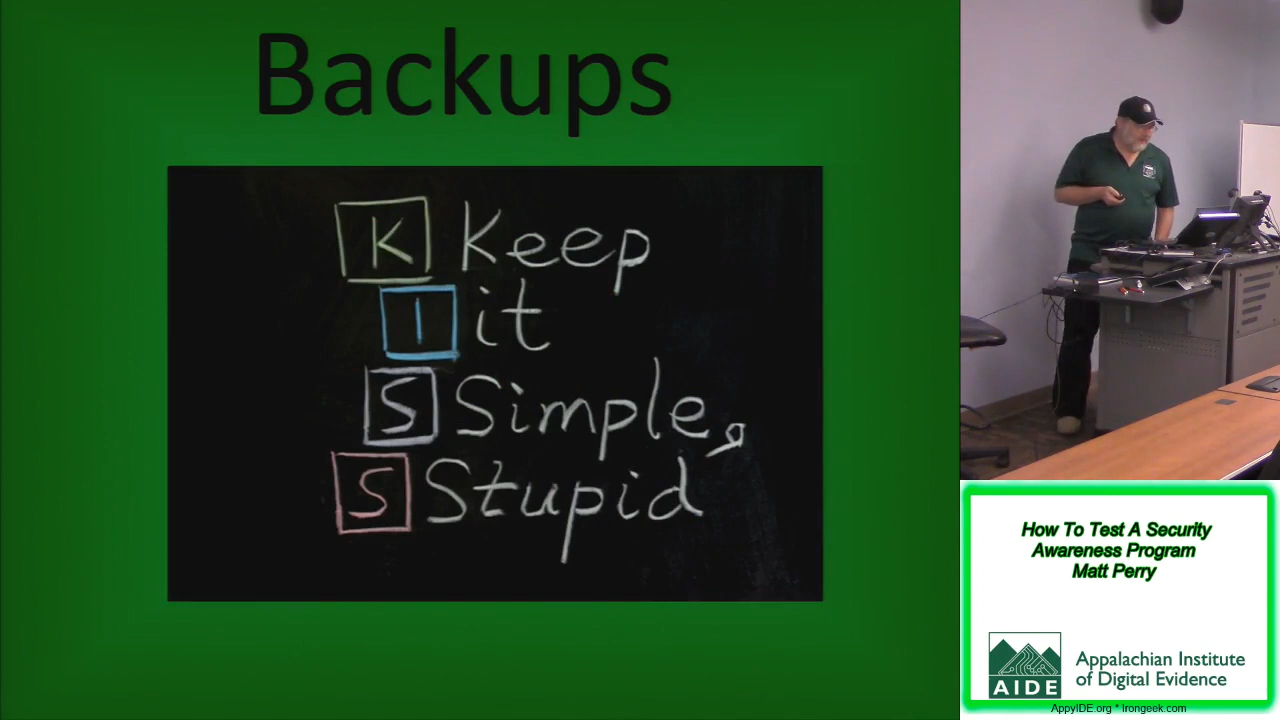 Backups
K Keep
I it
S Simple,
S Stupid
How To Test A Security
Awareness Program
Matt Perry
AIDE
Appalachian Institute
of Digital Evidence
AppyIDE.org * Irongeek.com